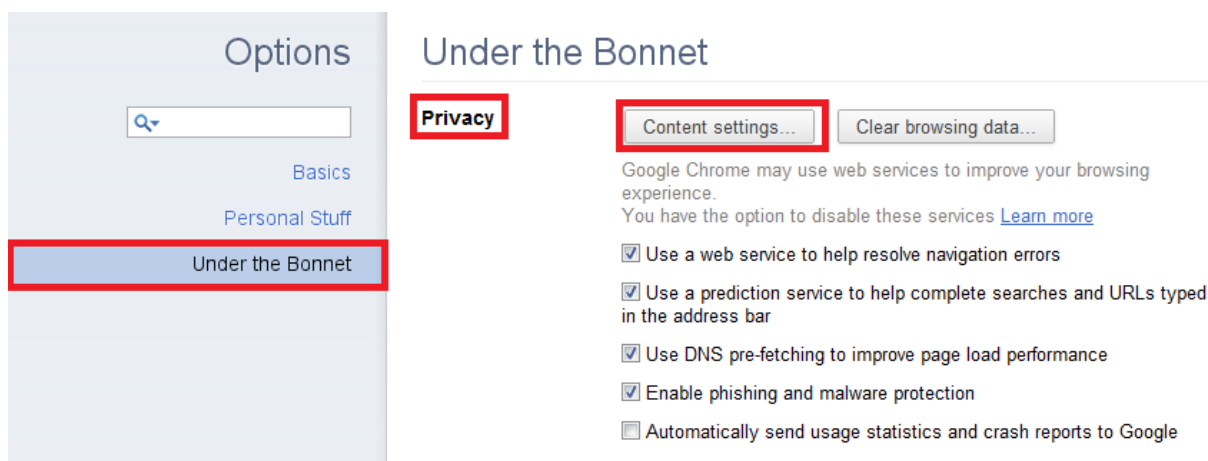 Options
Basics
Personal Stuff
Under the Bonnet
Under the Bonnet
Privacy
Content settings...
Clear browsing data...
Google Chrome may use web services to improve your browsing
experience.
You have the option to disable these services Learn more
Use a web service to help resolve navigation errors
Use a prediction service to help complete searches and URLs typed
in the address bar
Use DNS pre-fetching to improve page load performance
Enable phishing and malware protection
Automatically send usage statistics and crash reports to Google